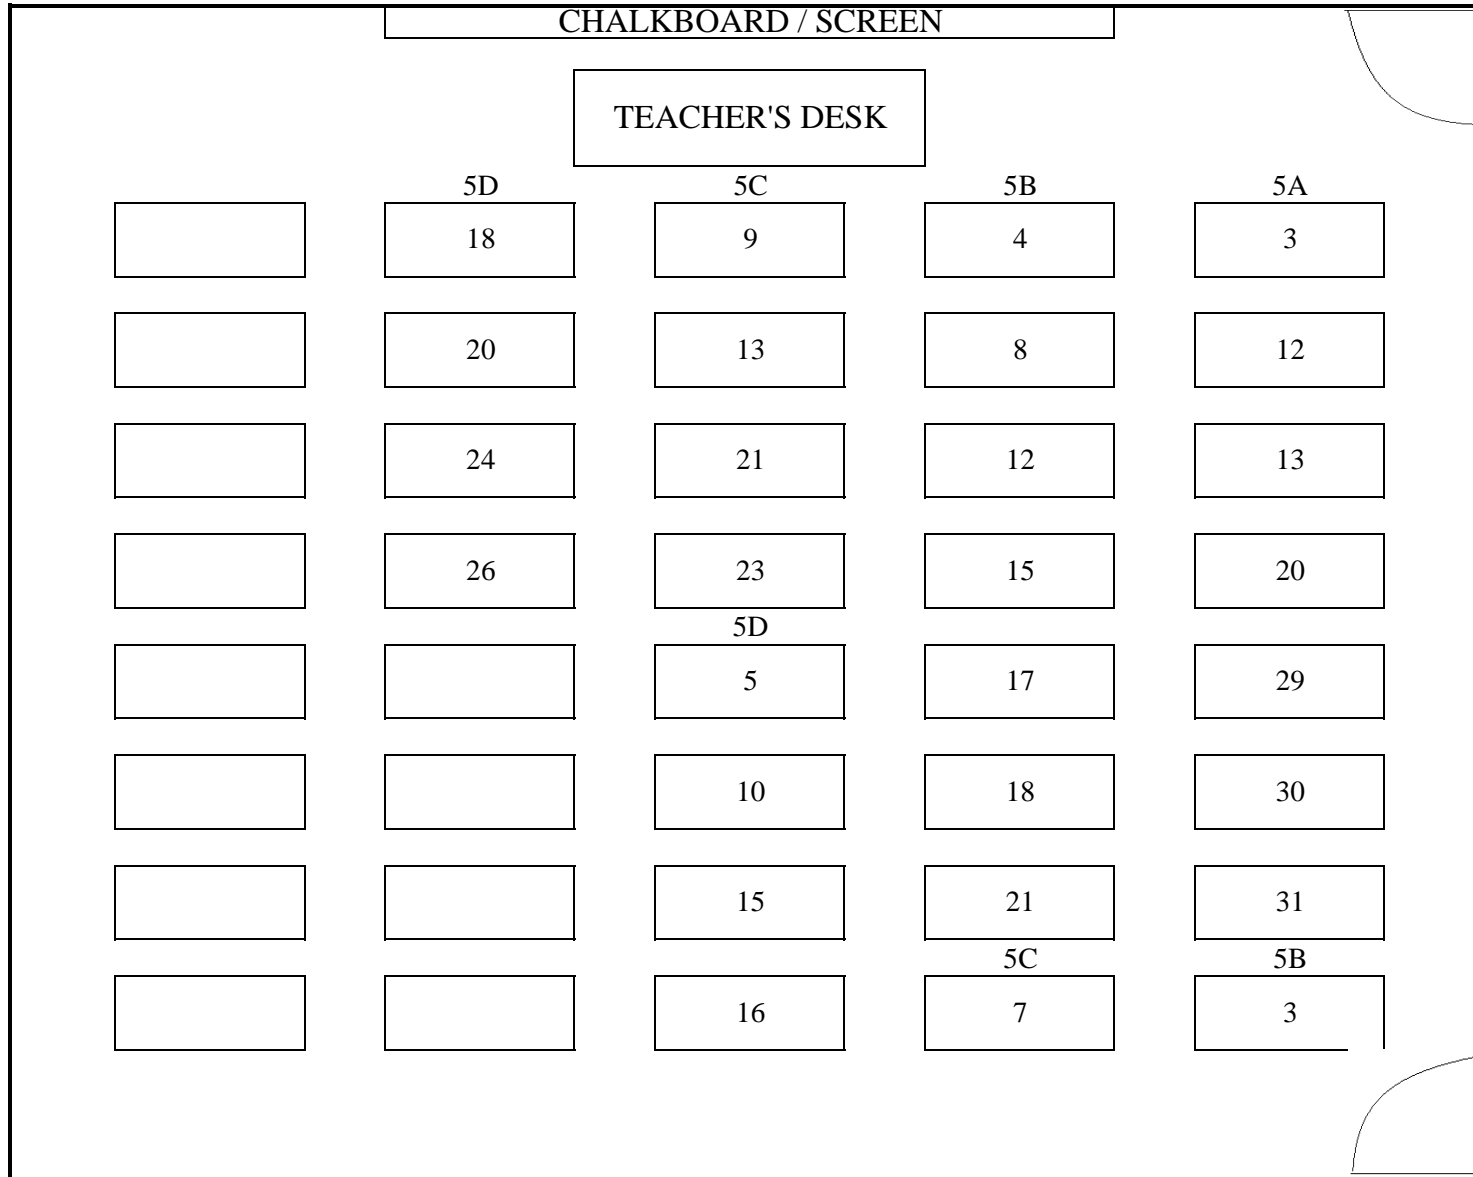 CHALKBOARD / SCREEN
TEACHER'S DESK
5D 5C 5B 5A
18 9 4 3
20 13 8 12
24 21 12 13
26 23 15 20
5D
5 17 29
10 18 30
15 21 31
5C 5B
16 7 3